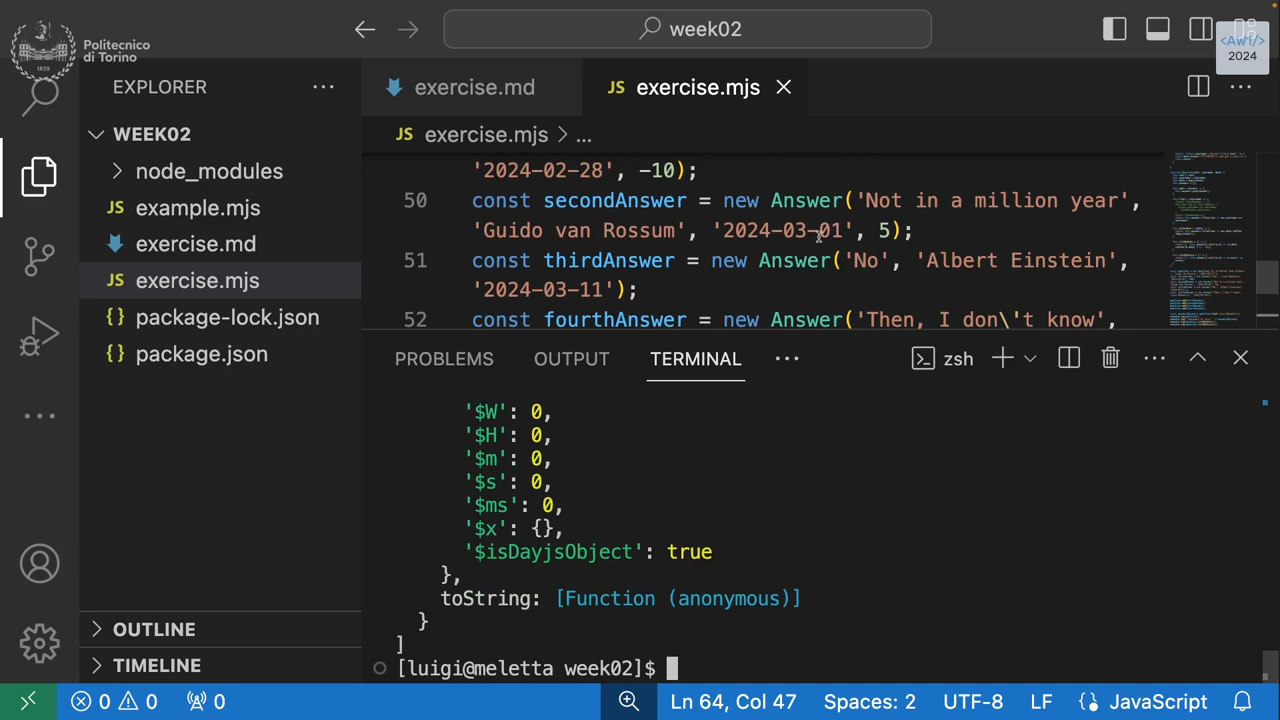 week02
Politecnico
di Torino
1859
<Aw1/>
2024
EXPLORER
exercise.md
JS exercise.mjs
WEEK02
JS exercise.mjs > ...
node_modules
JS example.mjs
exercise.md
JS exercise.mjs
{} package-lock.json
{} package.json
'2024-02-28', -10);
50 const secondAnswer = new Answer('Not in a million year',
'Guido van Rossum', '2024-03-01', 5);
51 const thirdAnswer = new Answer('No', 'Albert Einstein',
'2024-03-11');
52 const fourthAnswer = new Answer('Then, I don\'t know',
PROBLEMS OUTPUT TERMINAL zsh
'$W': 0,
'$H': 0,
'$m': 0,
'$s': 0,
'$ms': 0,
'$x': {},
'$isDayjsObject': true
},
toString: [Function (anonymous)]
}
]
[luigi@meletta week02]$
OUTLINE
TIMELINE
0 0 0 Ln 64, Col 47 Spaces: 2 UTF-8 LF {} JavaScript